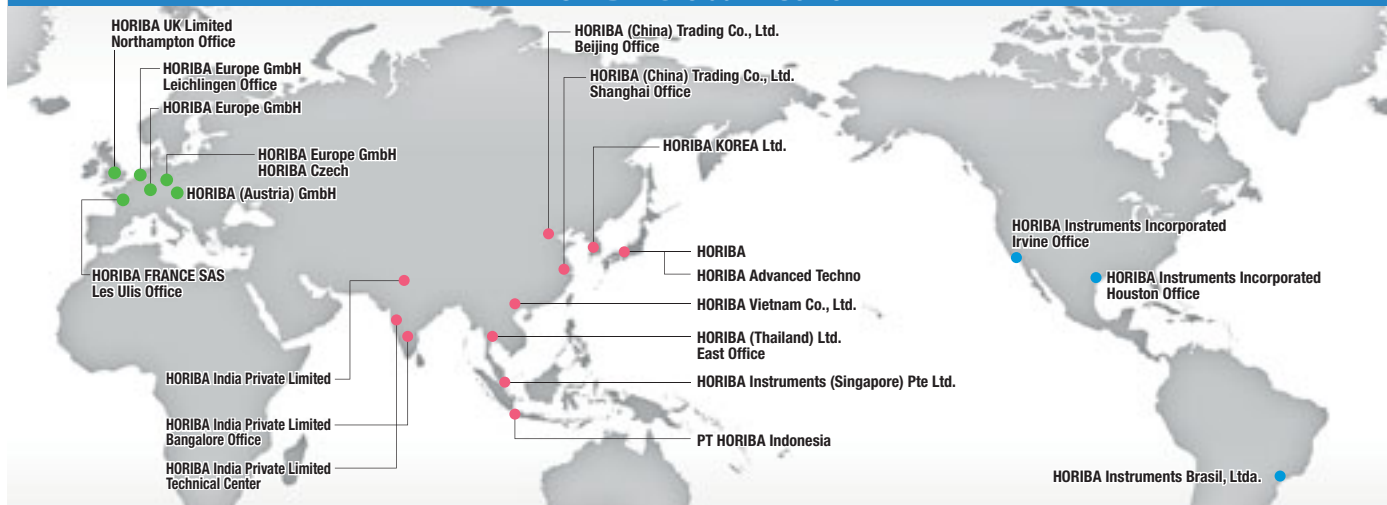 HORIBA UK Limited
Northampton Office
HORIBA Europe GmbH
Leichlingen Office
HORIBA Europe GmbH
HORIBA Europe GmbH
HORIBA Czech
HORIBA (Austria) GmbH
HORIBA FRANCE SAS
Les Ulis Office
HORIBA India Private Limited
HORIBA India Private Limited
Bangalore Office
HORIBA India Private Limited
Technical Center
HORIBA (China) Trading Co., Ltd.
Beijing Office
HORIBA (China) Trading Co., Ltd.
Shanghai Office
HORIBA KOREA Ltd.
HORIBA
HORIBA Advanced Techno
HORIBA Vietnam Co., Ltd.
HORIBA (Thailand) Ltd.
East Office
HORIBA Instruments (Singapore) Pte Ltd.
PT HORIBA Indonesia
HORIBA Instruments Incorporated
Irvine Office
HORIBA Instruments Incorporated
Houston Office
HORIBA Instruments Brasil, Ltda.